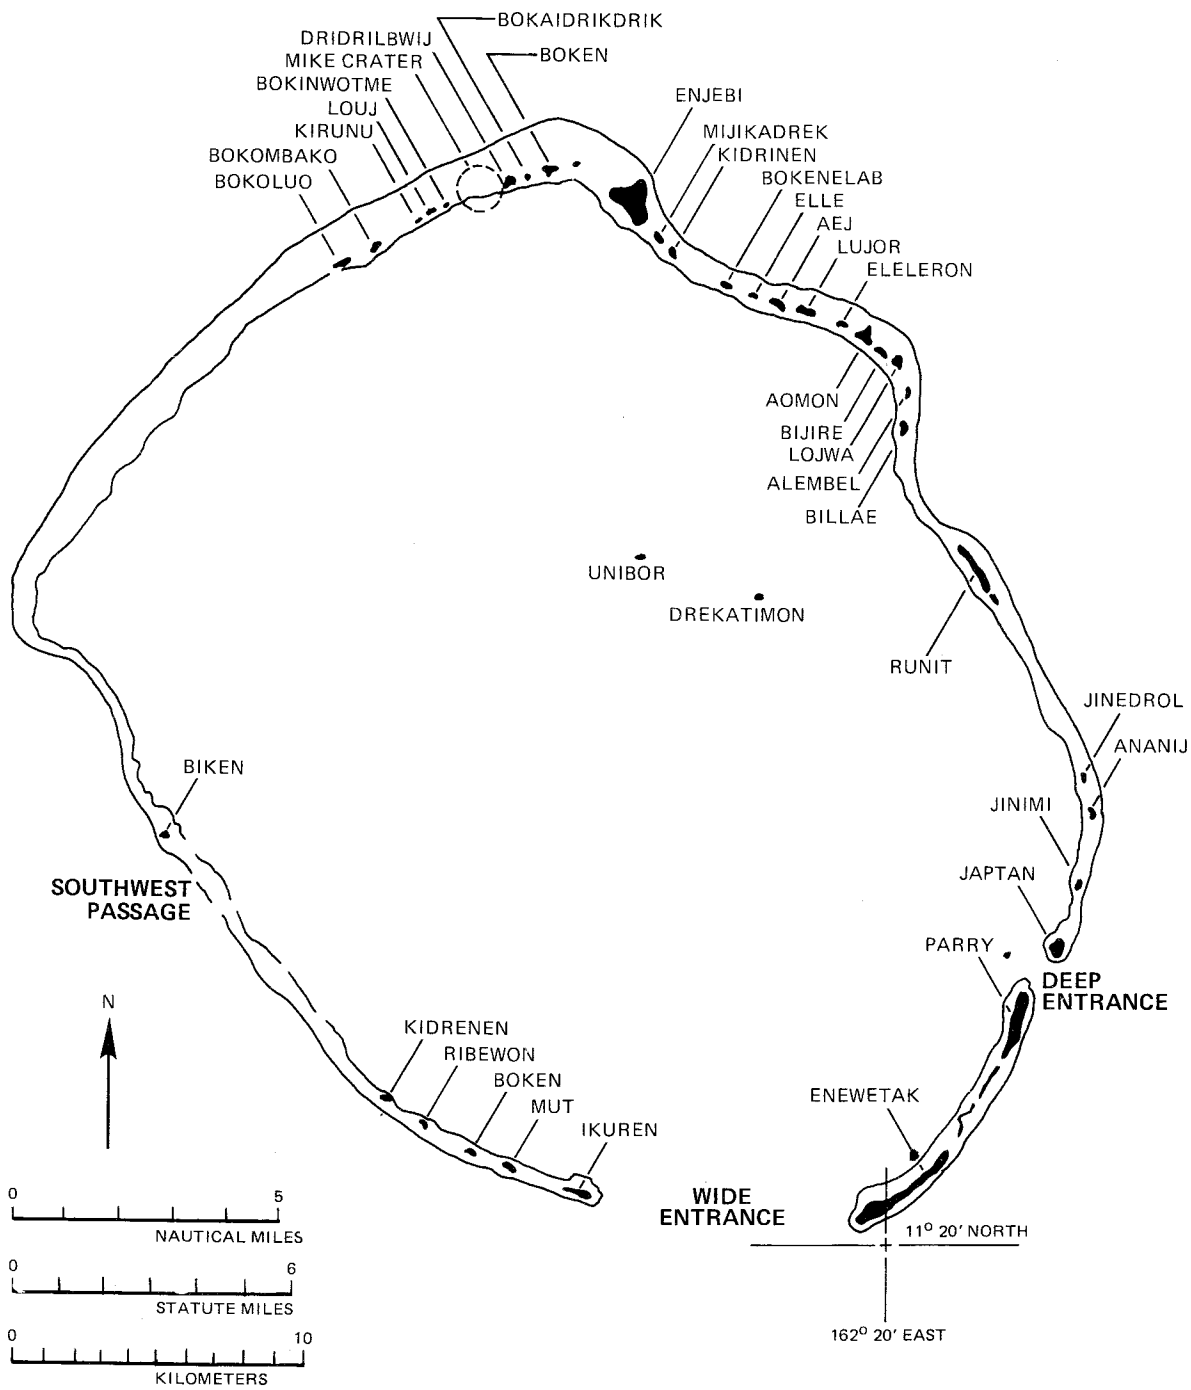 BOKAIDRIKDRIK
DRIDRILBWIJ
BOKEN
MIKE CRATER
BOKINWOTME
ENJEBI
LOUJ
KIRUNU
MIJIKADREK
BOKOMBAKO
KIDRINEN
BOKOLUO
BOKENELAB
ELLE
AEJ
LUJOR
ELELERON
AOMON
BIJIRE
LOJWA
ALEMBEL
BILLAE
UNIBOR
DREKATIMON
RUNIT
JINEDROL
ANANIJ
BIKEN
JINIMI
JAPTAN
SOUTHWEST
PASSAGE
PARRY
DEEP
ENTRANCE
N
KIDRENEN
RIBEWON
BOKEN
MUT
IKUREN
ENEWETAK
WIDE
ENTRANCE
0 5
NAUTICAL MILES
11° 20' NORTH
0 6
STATUTE MILES
162° 20' EAST
0 10
KILOMETERS